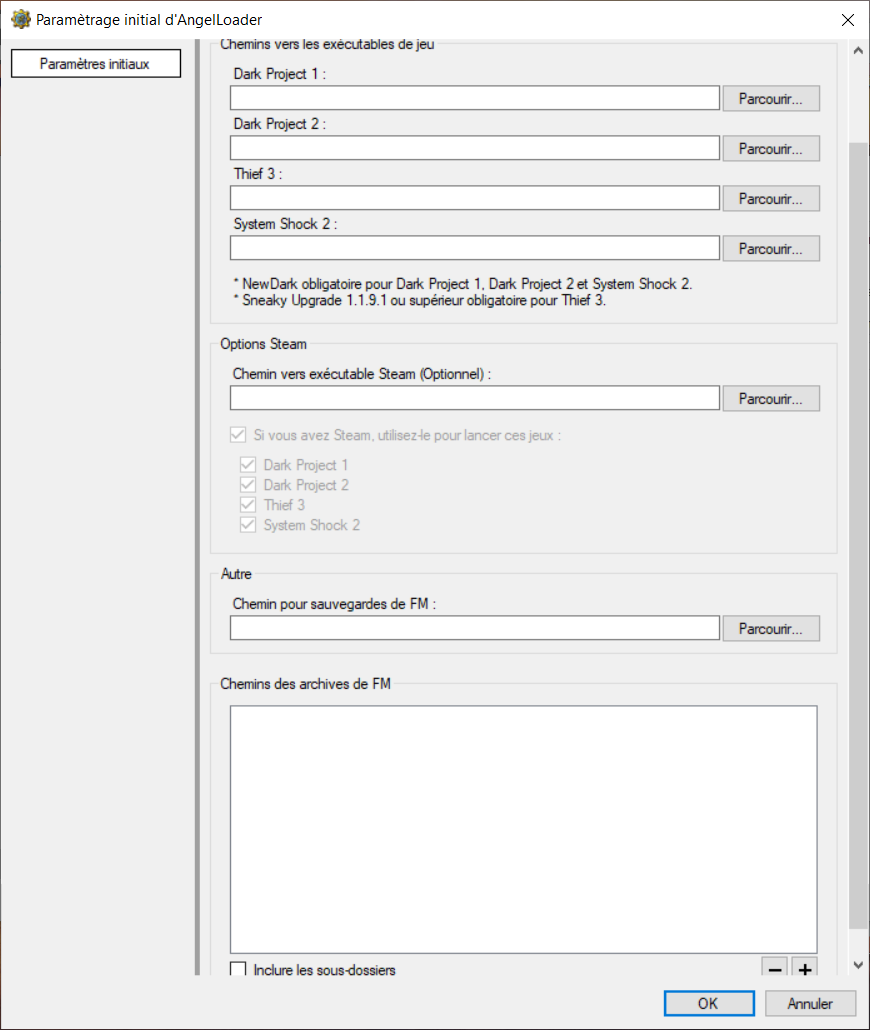 Paramètrage initial d'AngelLoader
Paramètres initiaux
Chemins vers les exécutables de jeu
Dark Project 1 :
Parcourir...
Dark Project 2 :
Parcourir...
Thief 3 :
Parcourir...
System Shock 2 :
Parcourir...
* NewDark obligatoire pour Dark Project 1, Dark Project 2 et System Shock 2.
* Sneaky Upgrade 1.1.9.1 ou supérieur obligatoire pour Thief 3.
Options Steam
Chemin vers exécutable Steam (Optionnel) :
Parcourir...
Si vous avez Steam, utilisez-le pour lancer ces jeux :
Dark Project 1
Dark Project 2
Thief 3
System Shock 2
Autre
Chemin pour sauvegardes de FM :
Parcourir...
Chemins des archives de FM
Inclure les sous-dossiers
OK
Annuler